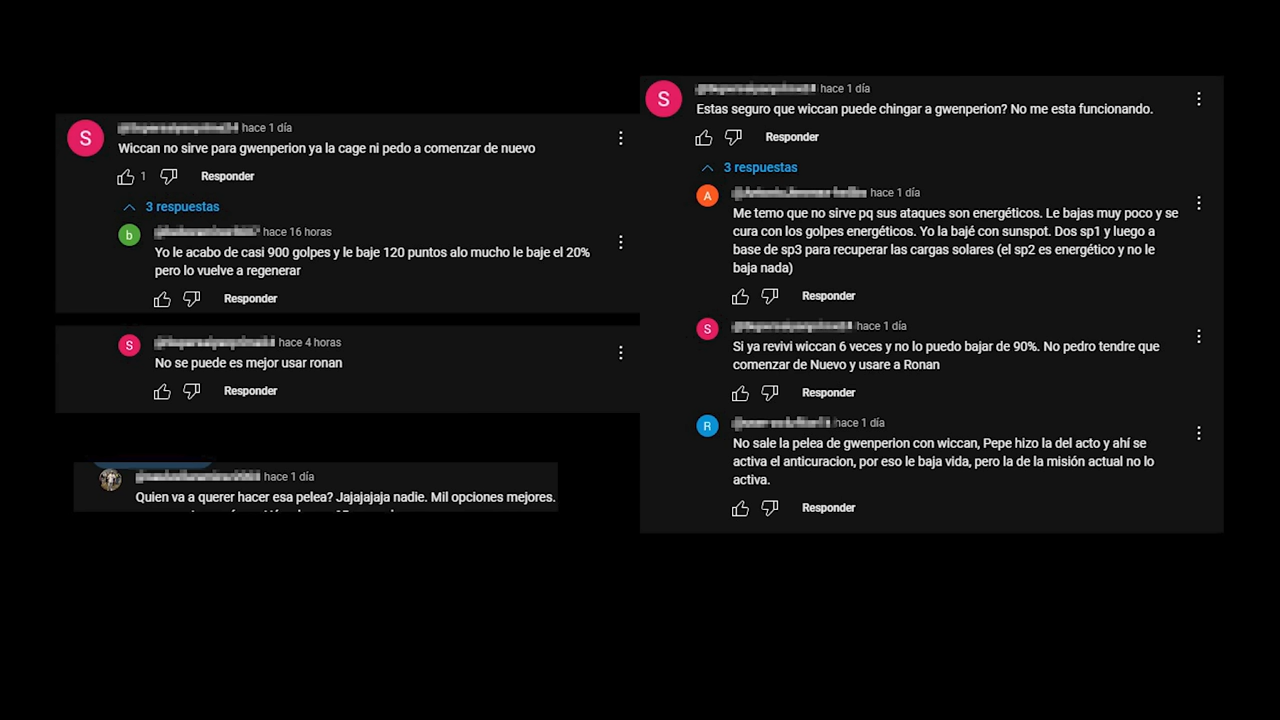 S
hace 1 día
Wiccan no sirve para gwenperion ya la cage ni pedo a comenzar de nuevo
1
Responder
3 respuestas
b
hace 16 horas
Yo le acabo de casi 900 golpes y le baje 120 puntos alo mucho le baje el 20%
pero lo vuelve a regenerar
Responder
S
hace 4 horas
No se puede es mejor usar ronan
Responder
hace 1 día
Quien va a querer hacer esa pelea? Jajajajaja nadie. Mil opciones mejores.
S
hace 1 día
Estas seguro que wiccan puede chingar a gwenperion? No me esta funcionando.
Responder
3 respuestas
A
hace 1 día
Me temo que no sirve pq sus ataques son energéticos. Le bajas muy poco y se
cura con los golpes energéticos. Yo la bajé con sunspot. Dos sp1 y luego a
base de sp3 para recuperar las cargas solares (el sp2 es energético y no le
baja nada)
Responder
S
hace 1 día
Si ya reviví wiccan 6 veces y no lo puedo bajar de 90%. No pedro tendre que
comenzar de Nuevo y usare a Ronan
Responder
R
hace 1 día
No sale la pelea de gwenperion con wiccan, Pepe hizo la del acto y ahí se
activa el anticuracion, por eso le baja vida, pero la de la misión actual no lo
activa.
Responder